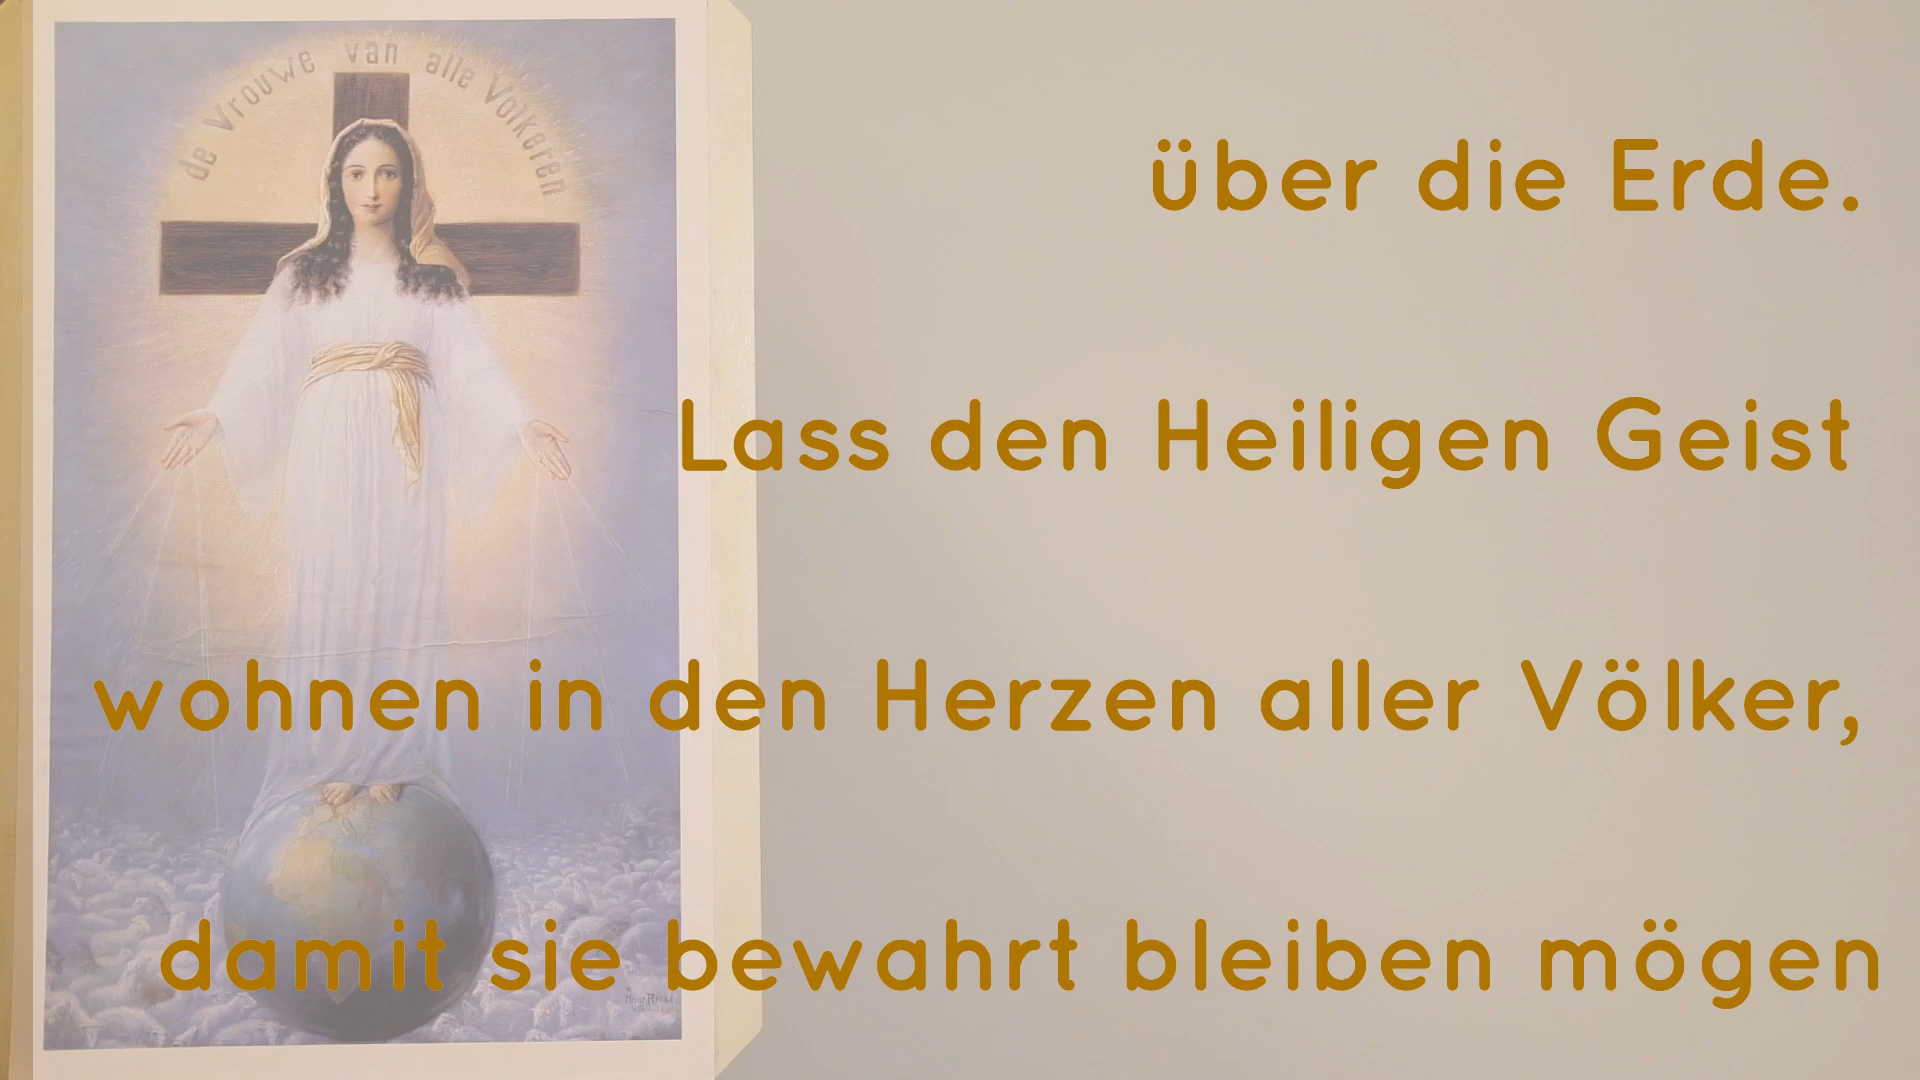 de Vrouwe van alle Volkeren
über die Erde.
Lass den Heiligen Geist
wohnen in den Herzen aller Völker,
damit sie bewahrt bleiben mögen